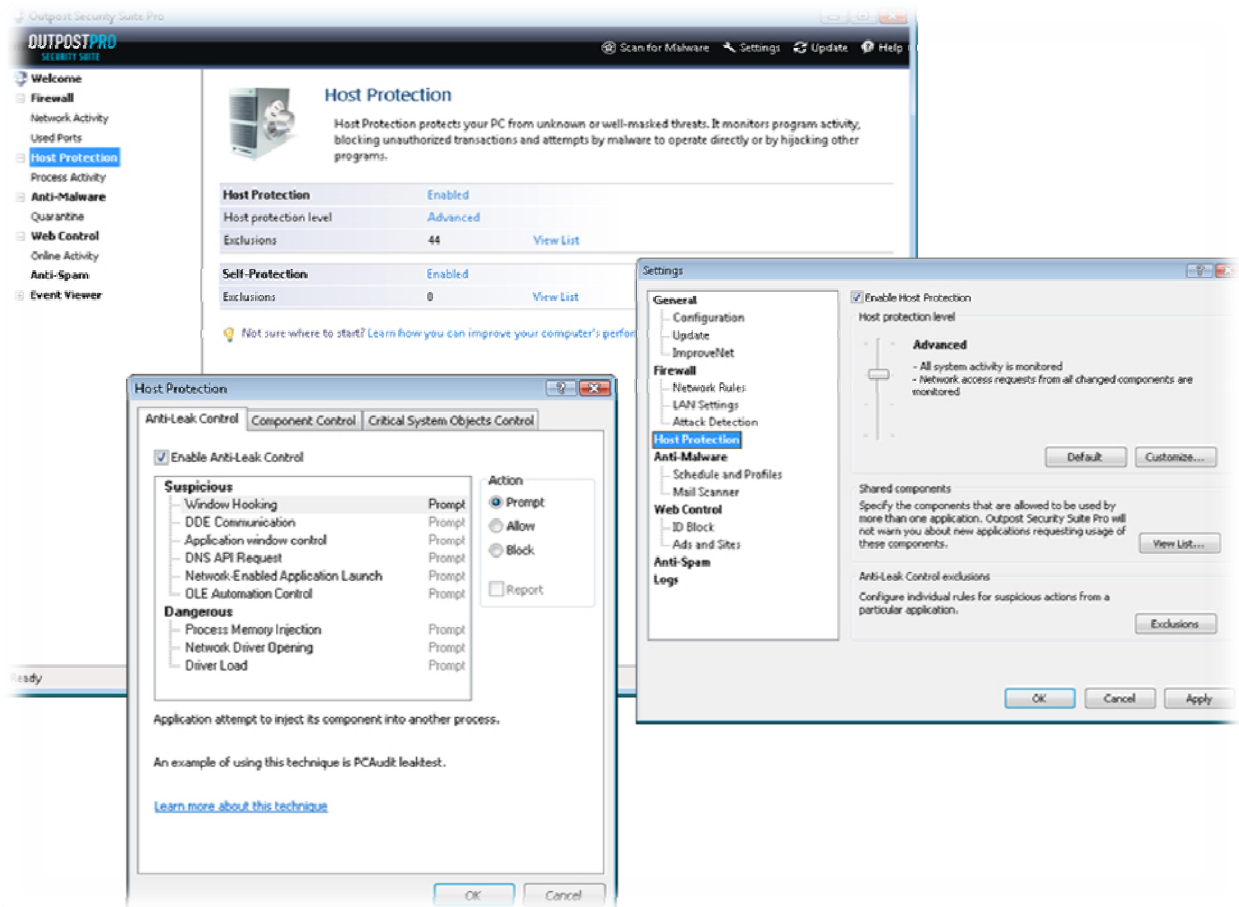 Outpost Security Suite Pro
OUTPOSTPRO
SECURITY SUITE
Scan for Malware Settings Update Help
Welcome
Firewall
Network Activity
Used Ports
Host Protection
Process Activity
Anti-Malware
Quarantine
Web Control
Online Activity
Anti-Spam
Event Viewer
Host Protection
Host Protection protects your PC from unknown or well-masked threats. It monitors program activity,
blocking unauthorized transactions and attempts by malware to operate directly or by hijacking other
programs.
Host Protection Enabled
Host protection level Advanced
Exclusions 44 View List
Self-Protection Enabled
Exclusions 0 View List
Not sure where to start? Learn how you can improve your computer's perfor
Ready
Settings
General
Configuration
Update
ImproveNet
Firewall
Network Rules
LAN Settings
Attack Detection
Host Protection
Anti-Malware
Schedule and Profiles
Mail Scanner
Web Control
ID Block
Ads and Sites
Anti-Spam
Logs
Enable Host Protection
Host protection level
Advanced
- All system activity is monitored
- Network access requests from all changed components are
monitored
Default Customize...
Shared components
Specify the components that are allowed to be used by
more than one application. Outpost Security Suite Pro will
not warn you about new applications requesting usage of
these components.
View List...
Anti-Leak Control exclusions
Configure individual rules for suspicious actions from a
particular application.
Exclusions
OK Cancel Apply
Host Protection
Anti-Leak Control Component Control Critical System Objects Control
Enable Anti-Leak Control
Suspicious
Window Hooking Prompt
DDE Communication Prompt
Application window control Prompt
DNS API Request Prompt
Network-Enabled Application Launch Prompt
OLE Automation Control Prompt
Dangerous
Process Memory Injection Prompt
Network Driver Opening Prompt
Driver Load Prompt
Action
Prompt
Allow
Block
Report
Application attempt to inject its component into another process.
An example of using this technique is PCAudit leaktest.
Learn more about this technique
OK Cancel